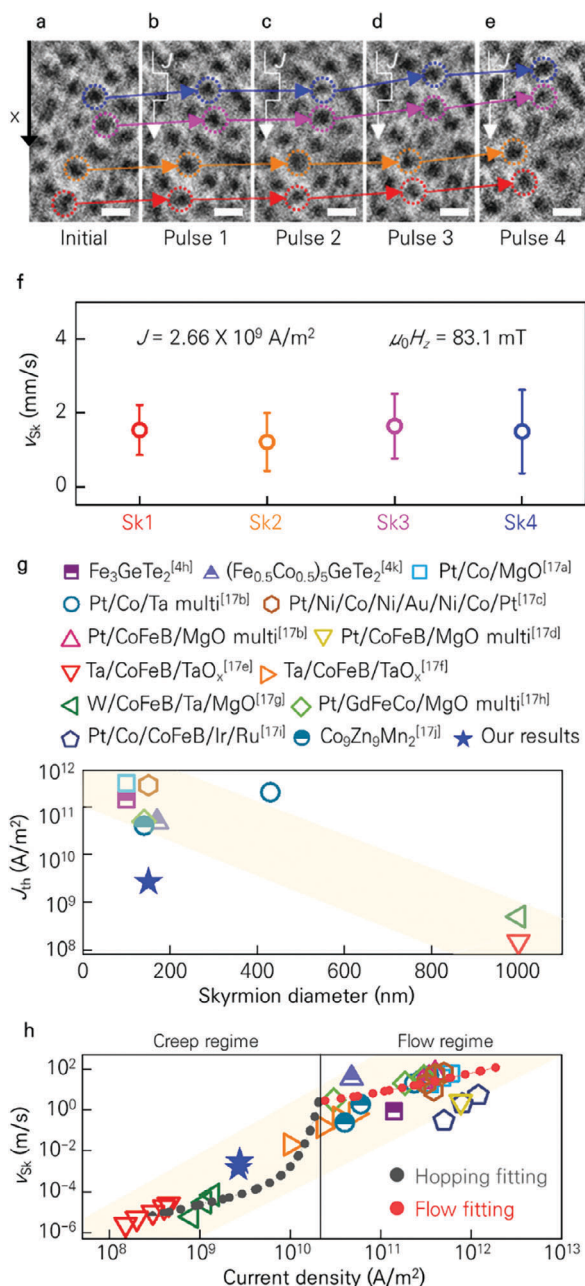 a b c d e
J J J J
x
Initial Pulse 1 Pulse 2 Pulse 3 Pulse 4
f
J = 2.66 X 10⁹ A/m² μ₀H_z = 83.1 mT
v_Sk (mm/s)
4
2
0
Sk1 Sk2 Sk3 Sk4
g
Fe₃GeTe₂[4h] (Fe₀.₅Co₀.₅)₅GeTe₂[4k] Pt/Co/MgO[17a]
Pt/Co/Ta multi[17b] Pt/Ni/Co/Ni/Au/Ni/Co/Pt[17c]
Pt/CoFeB/MgO multi[17b] Pt/CoFeB/MgO multi[17d]
Ta/CoFeB/TaOₓ[17e] Ta/CoFeB/TaOₓ[17f]
W/CoFeB/Ta/MgO[17g] Pt/GdFeCo/MgO multi[17h]
Pt/Co/CoFeB/Ir/Ru[17i] Co₉Zn₉Mn₂[17j] Our results
J_th (A/m²)
10¹²
10¹¹
10¹⁰
10⁹
10⁸
0 200 400 600 800 1000
Skyrmion diameter (nm)
h
Creep regime Flow regime
v_Sk (m/s)
10²
10⁰
10⁻²
10⁻⁴
10⁻⁶
Hopping fitting
Flow fitting
10⁸ 10⁹ 10¹⁰ 10¹¹ 10¹² 10¹³
Current density (A/m²)